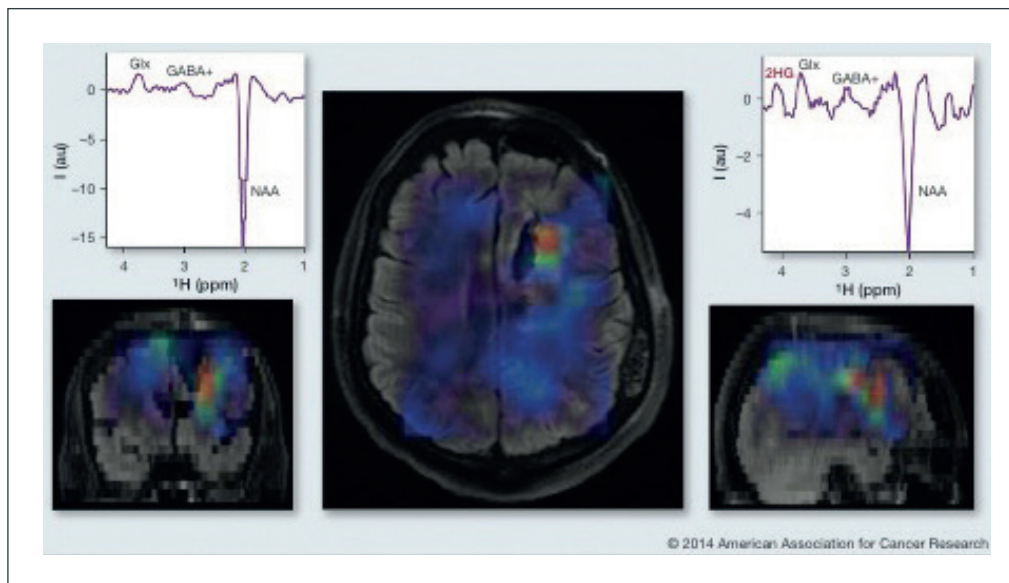 Glx
GABA+
0
−5
−10
−15
I (au)
NAA
4 3 2 1
¹H (ppm)
2HG
Glx
GABA+
0
−2
−4
I (au)
NAA
4 3 2 1
¹H (ppm)
© 2014 American Association for Cancer Research